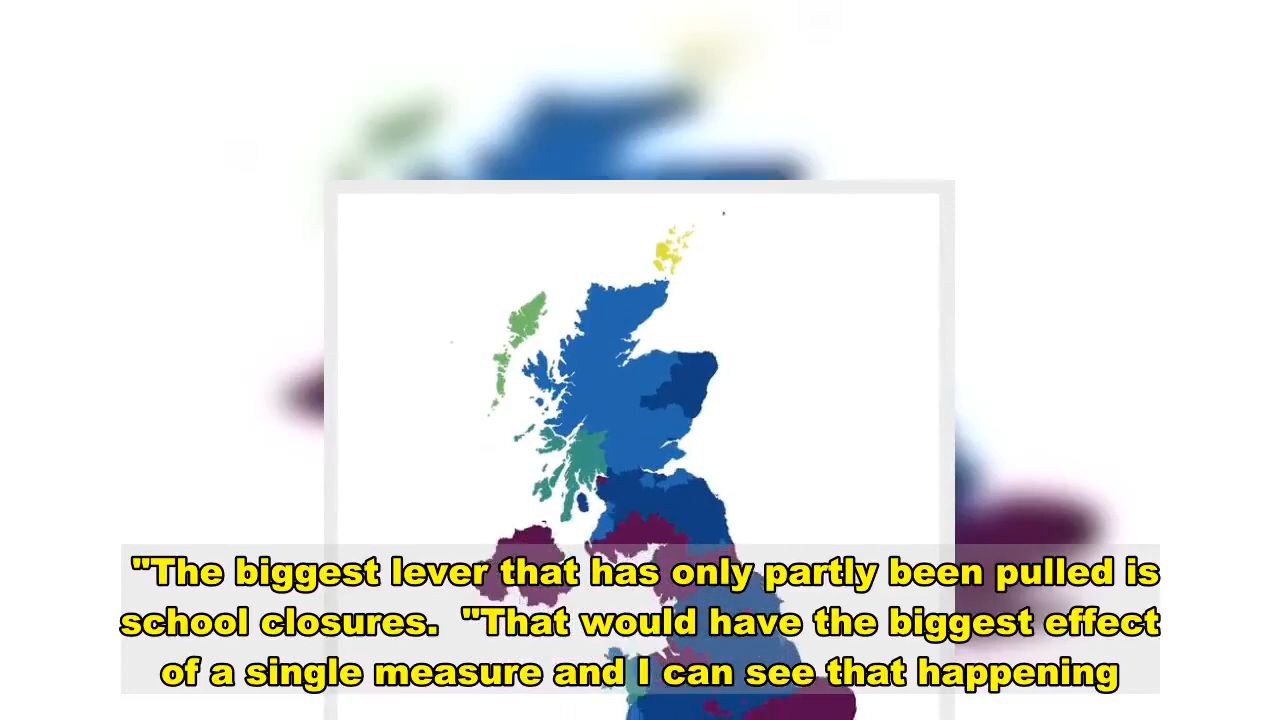 "The biggest lever that has only partly been pulled is
school closures.  "That would have the biggest effect
of a single measure and I can see that happening